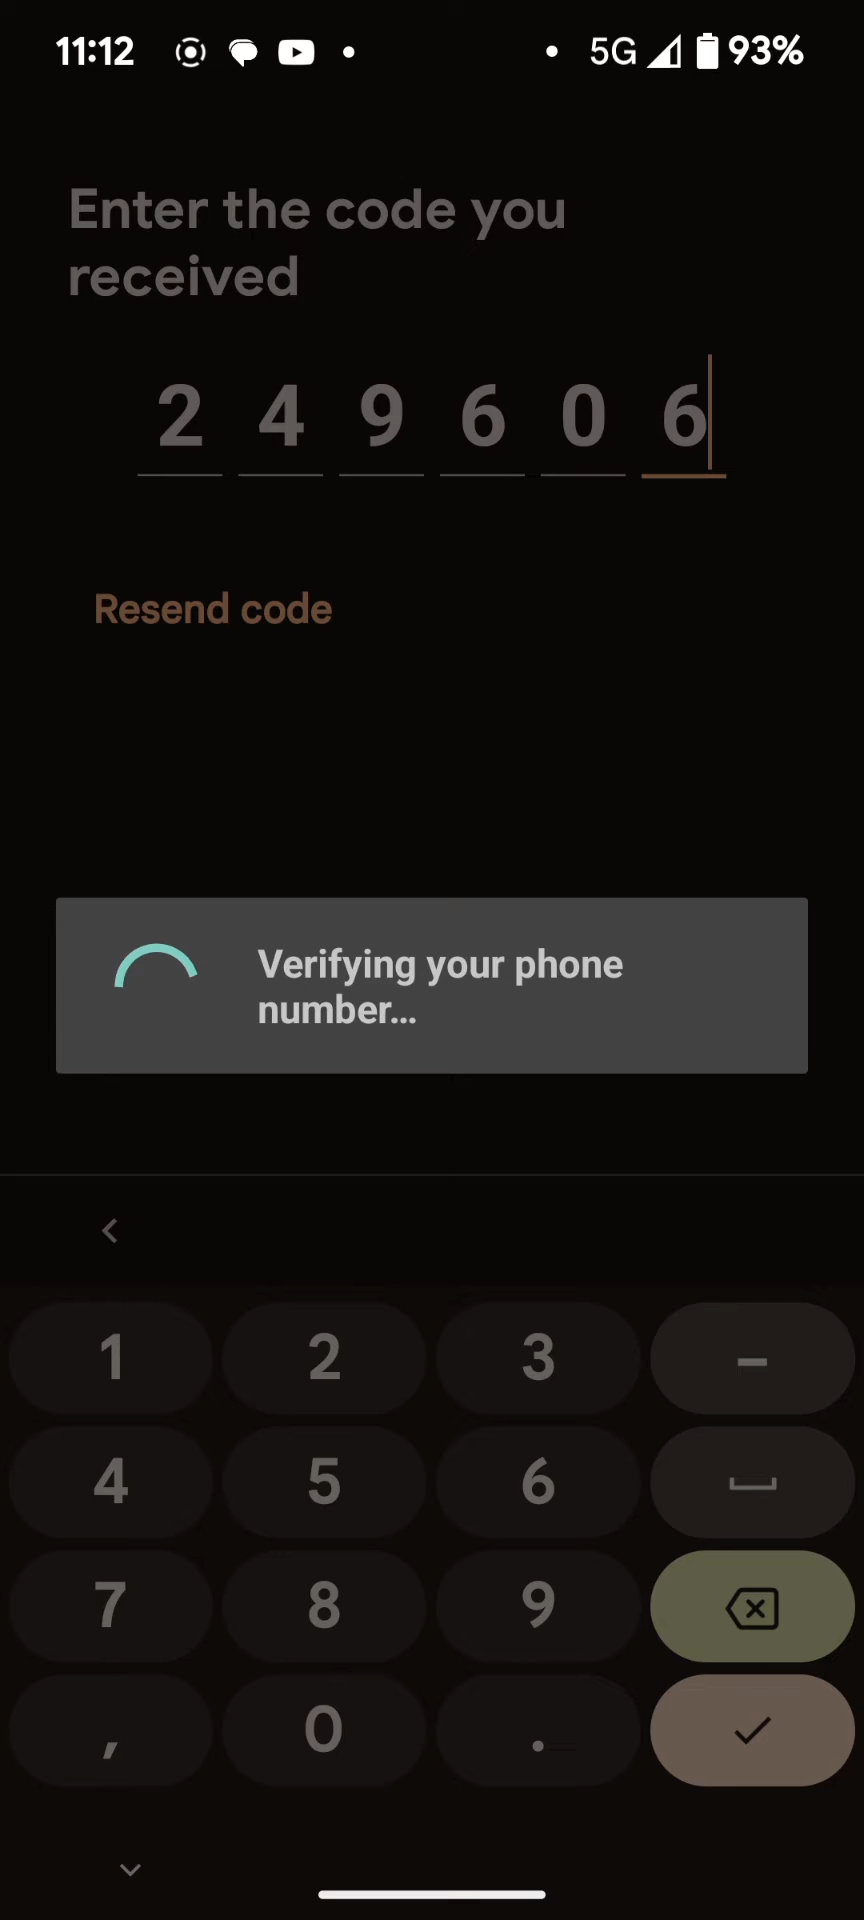 11:12 5G 93%
Enter the code you
received
2 4 9 6 0 6
Resend code
Verifying your phone
number...
1 2 3 –
4 5 6
7 8 9
, 0 .